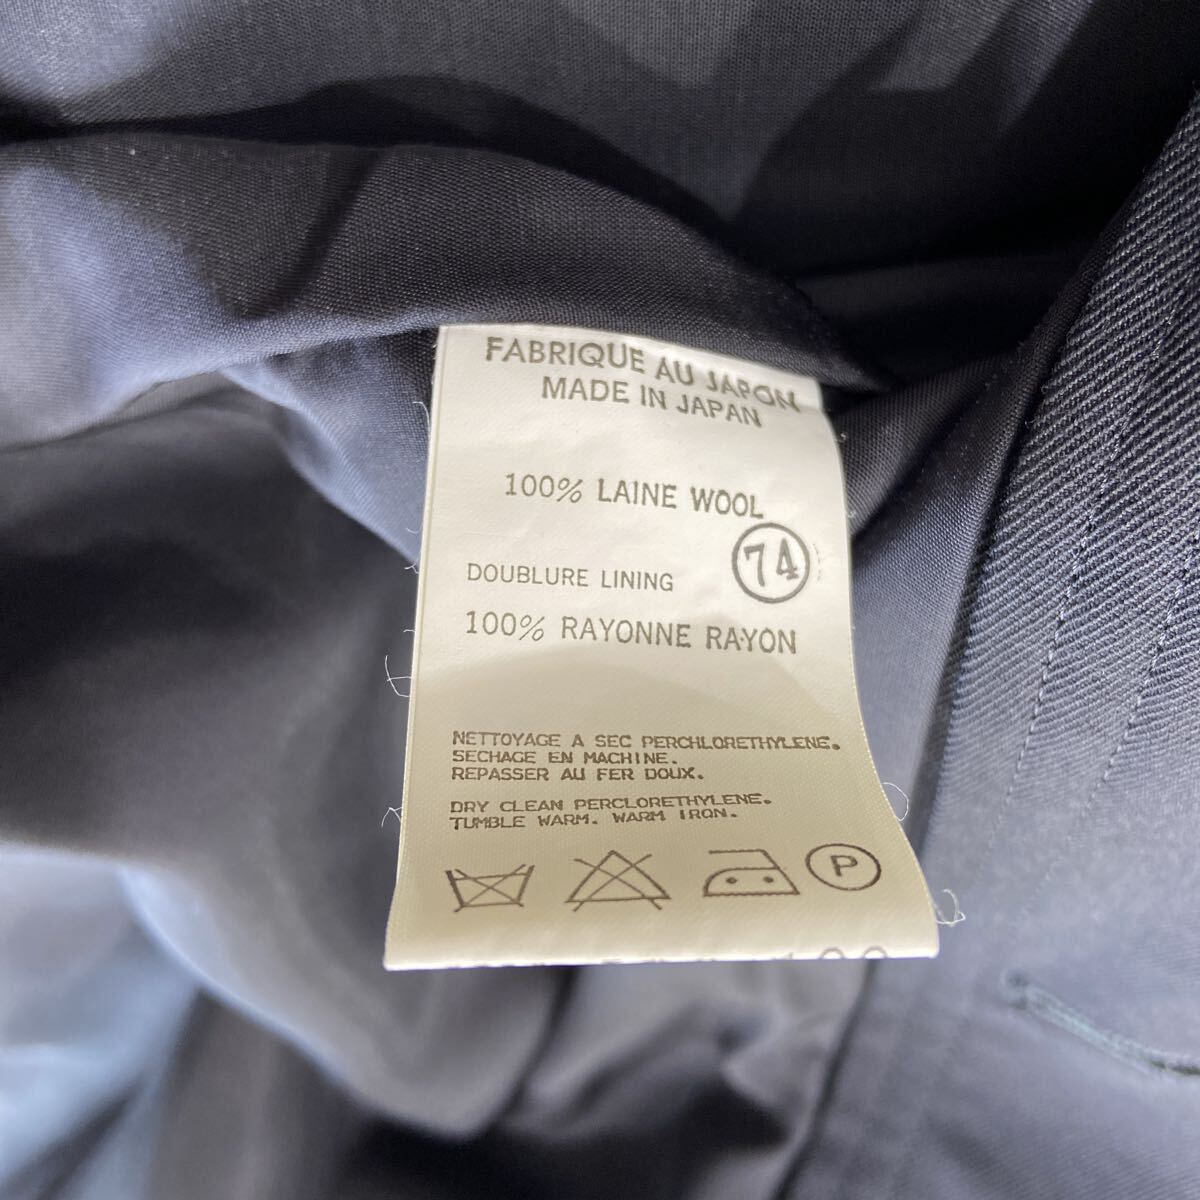 FABRIQUE AU JAPON
MADE IN JAPAN
100% LAINE WOOL
74
DOUBLURE LINING
100% RAYONNE RAYON
NETTOYAGE A SEC PERCHLORETHYLENE.
SECHAGE EN MACHINE.
REPASSER AU FER DOUX.
DRY CLEAN PERCLORETHYLENE.
TUMBLE WARM. WARM IRON.
P